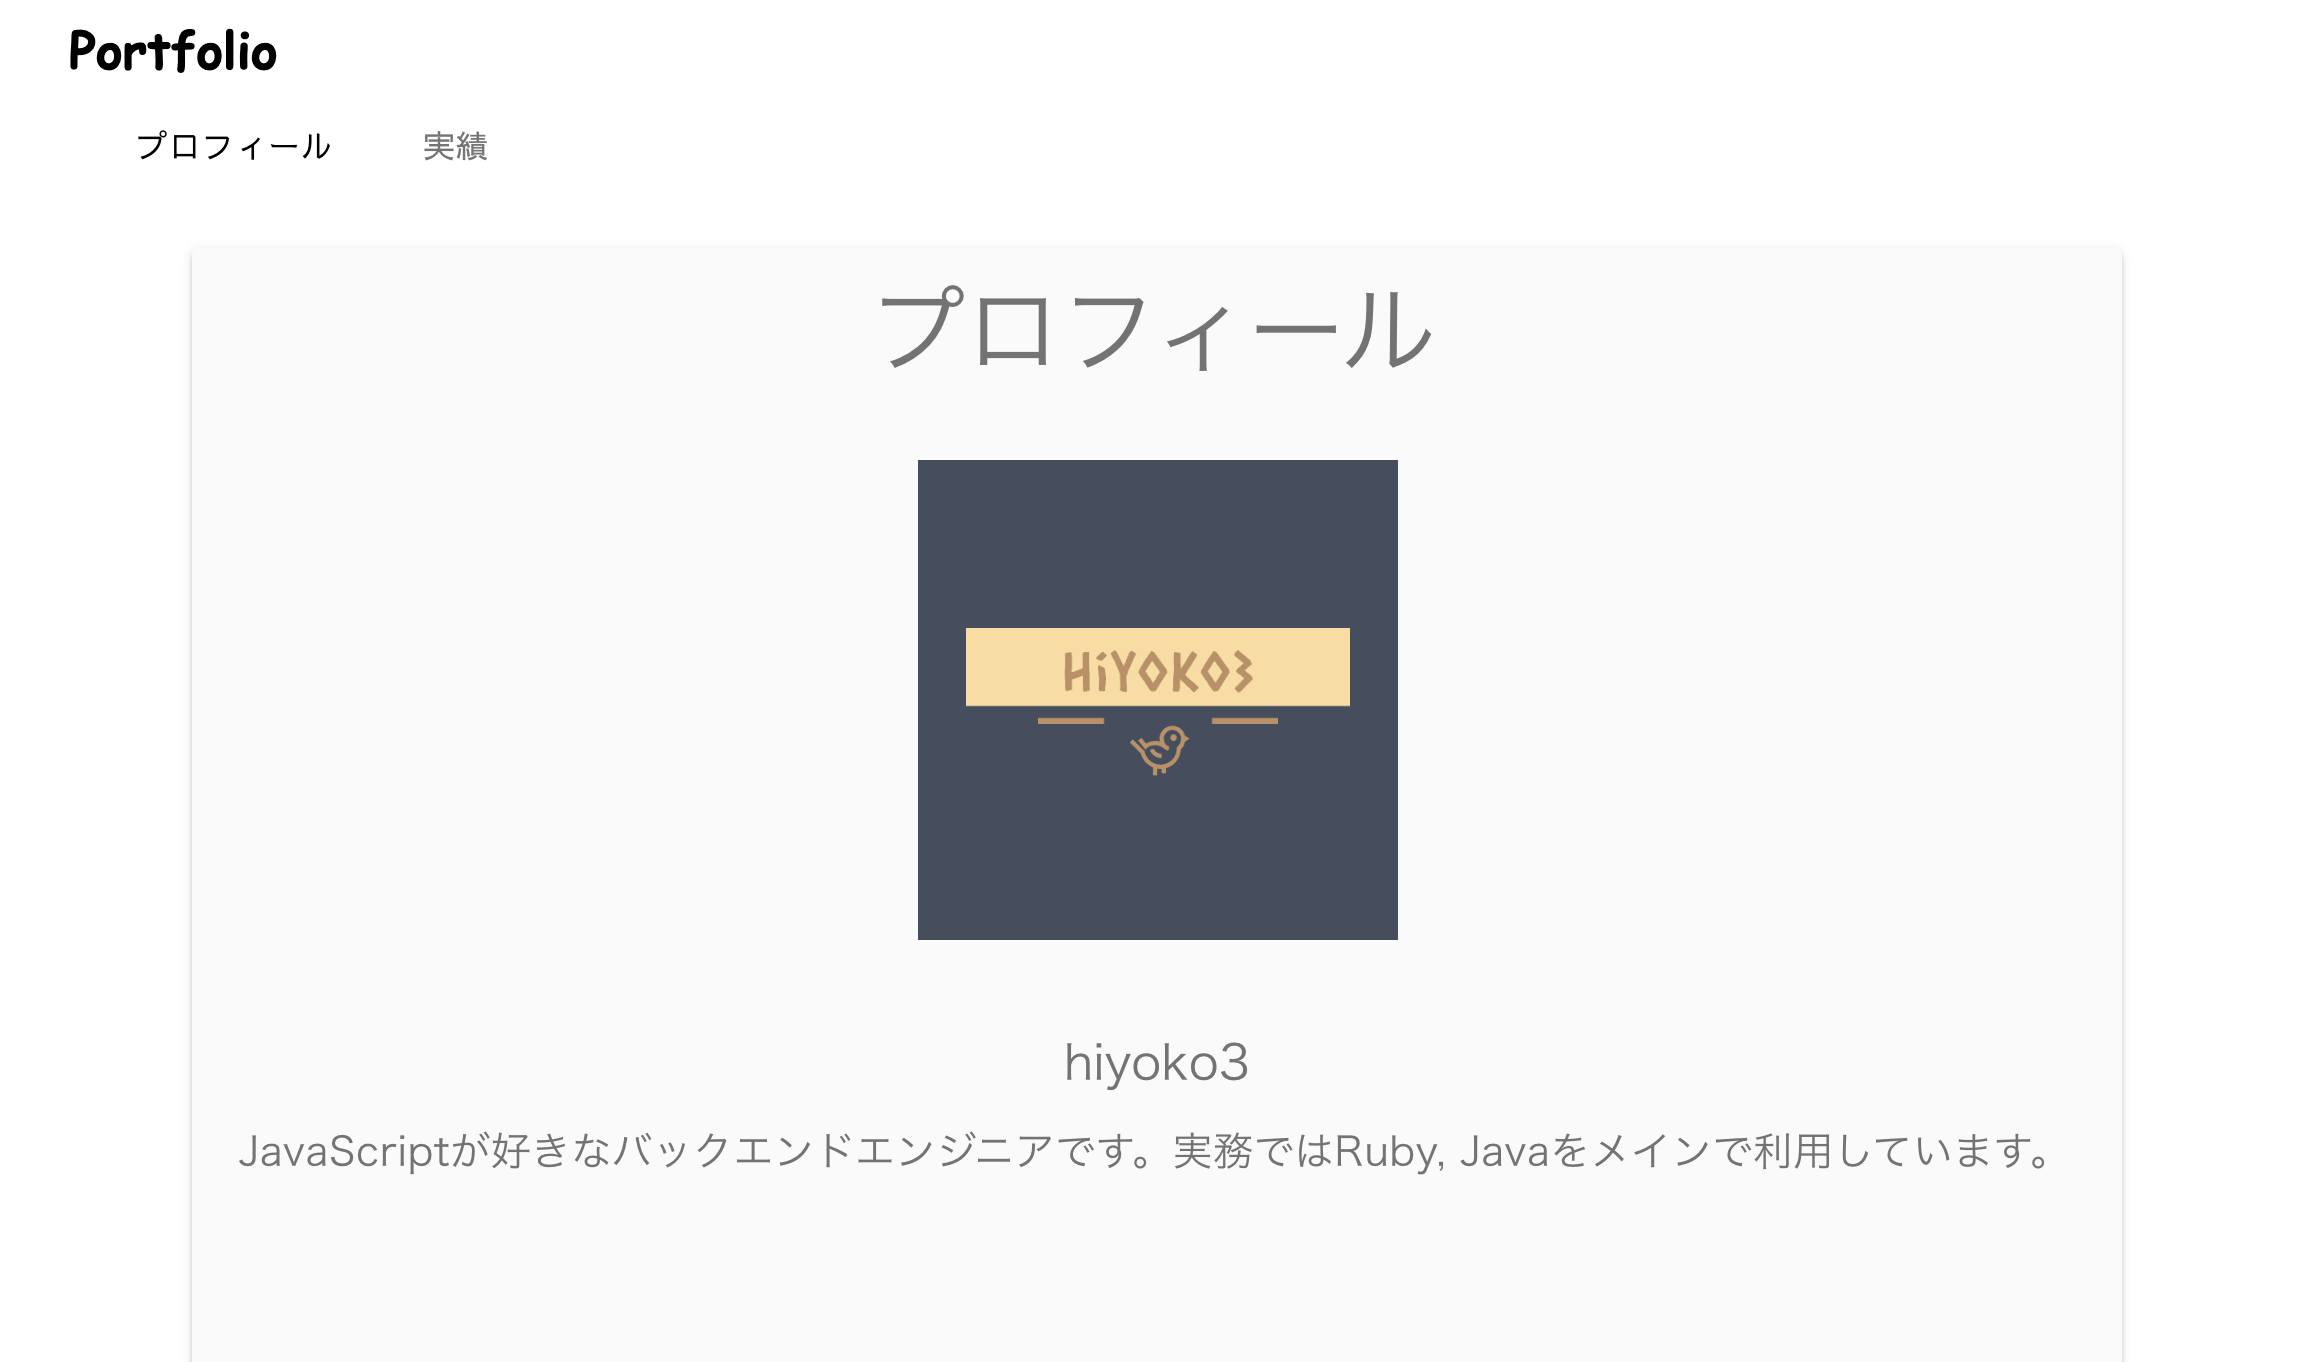 Portfolio
プロフィール 実績
プロフィール
HiYOKO3
hiyoko3
JavaScriptが好きなバックエンドエンジニアです。実務ではRuby, Javaをメインで利用しています。